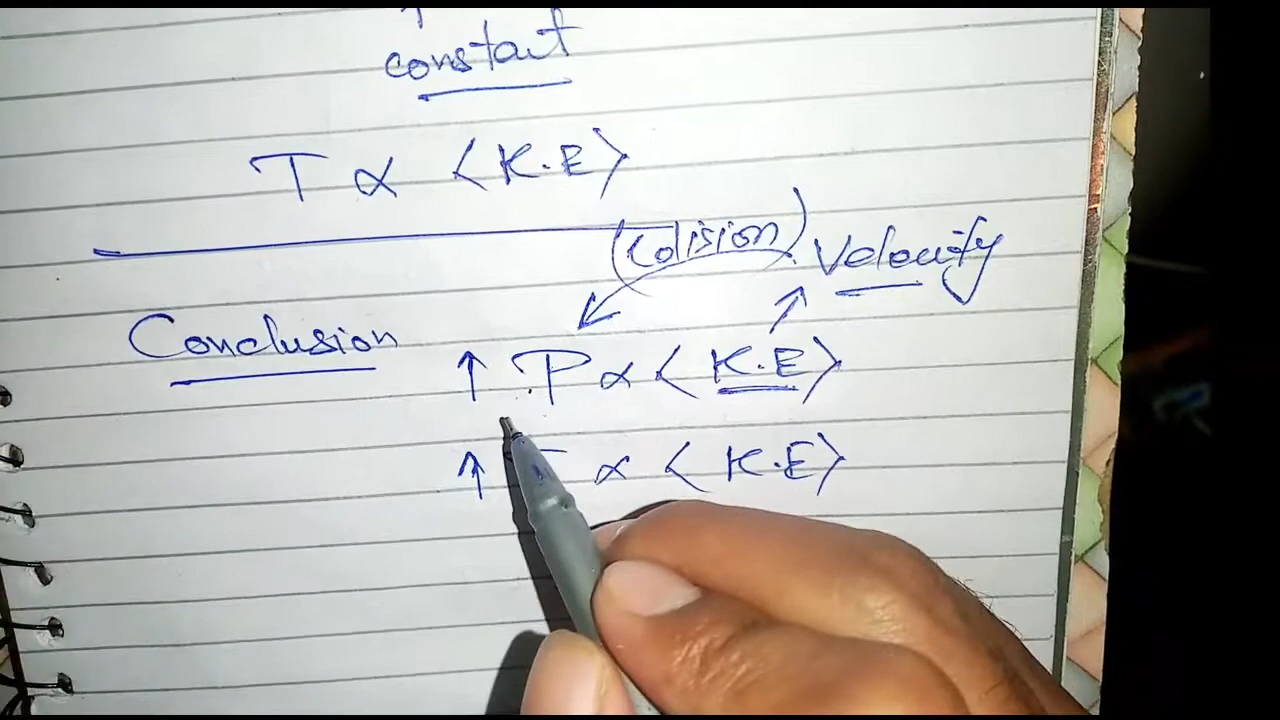 constant
T ∝ <K.E>
(Colision) Velocity
Conclusion
↑ P ∝ <K.E>
↑ T ∝ <K.E>